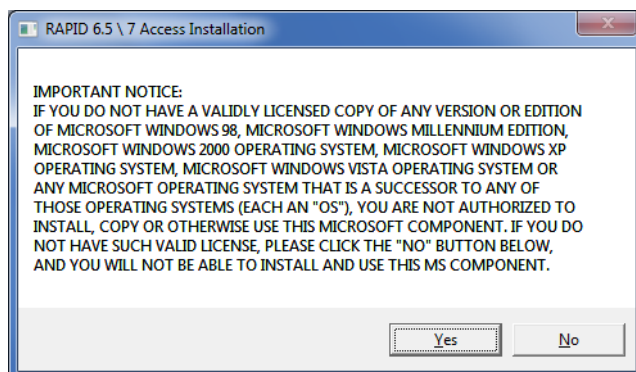 RAPID 6.5 \ 7 Access Installation
IMPORTANT NOTICE:
IF YOU DO NOT HAVE A VALIDLY LICENSED COPY OF ANY VERSION OR EDITION
OF MICROSOFT WINDOWS 98, MICROSOFT WINDOWS MILLENNIUM EDITION,
MICROSOFT WINDOWS 2000 OPERATING SYSTEM, MICROSOFT WINDOWS XP
OPERATING SYSTEM, MICROSOFT WINDOWS VISTA OPERATING SYSTEM OR
ANY MICROSOFT OPERATING SYSTEM THAT IS A SUCCESSOR TO ANY OF
THOSE OPERATING SYSTEMS (EACH AN "OS"), YOU ARE NOT AUTHORIZED TO
INSTALL, COPY OR OTHERWISE USE THIS MICROSOFT COMPONENT. IF YOU DO
NOT HAVE SUCH VALID LICENSE, PLEASE CLICK THE "NO" BUTTON BELOW,
AND YOU WILL NOT BE ABLE TO INSTALL AND USE THIS MS COMPONENT.
Yes No